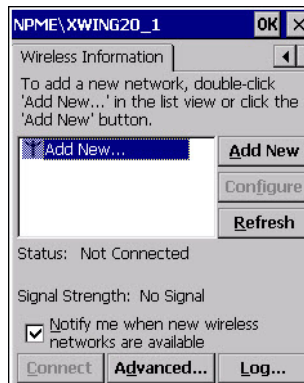 NPME\XWING20_1 OK ×
Wireless Information
To add a new network, double-click
'Add New...' in the list view or click the
'Add New' button.
Add New...
Add New
Configure
Refresh
Status: Not Connected
Signal Strength: No Signal
Notify me when new wireless
networks are available
Connect Advanced... Log...